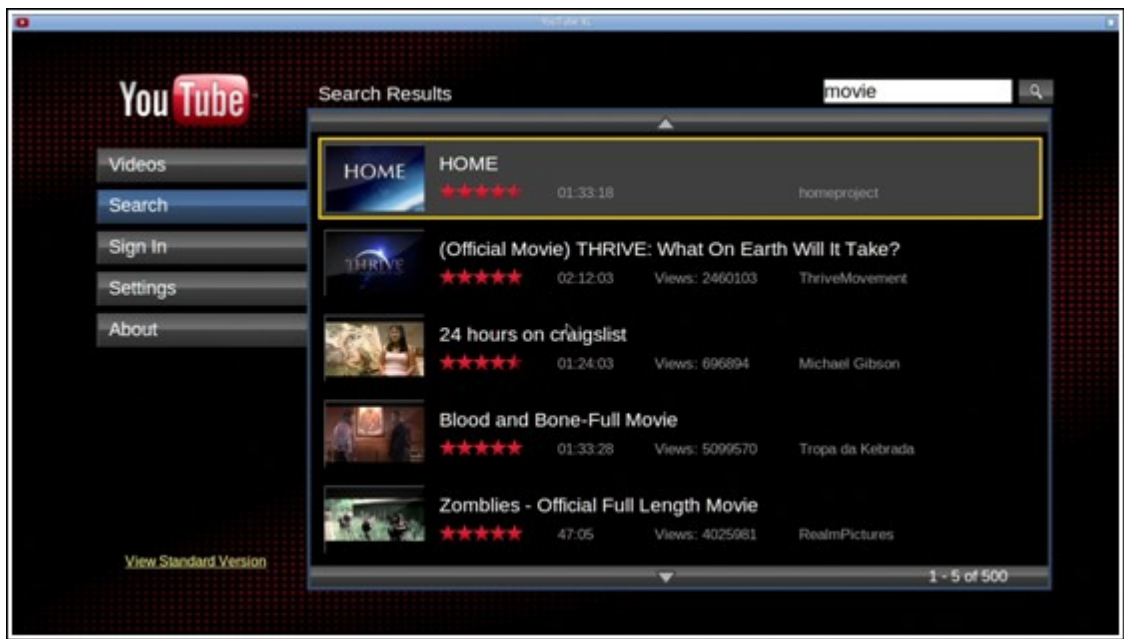 YouTube XL
You Tube
Search Results
movie
Videos
Search
Sign In
Settings
About
View Standard Version
HOME
HOME
01:33:18 homeproject
THRIVE
(Official Movie) THRIVE: What On Earth Will It Take?
02:12:03 Views: 2460103 ThriveMovement
24 hours on craigslist
01:24:03 Views: 696894 Michael Gibson
Blood and Bone-Full Movie
01:33:28 Views: 5099570 Tropa da Kebrada
Zomblies - Official Full Length Movie
47:05 Views: 4025981 RealmPictures
1 - 5 of 500